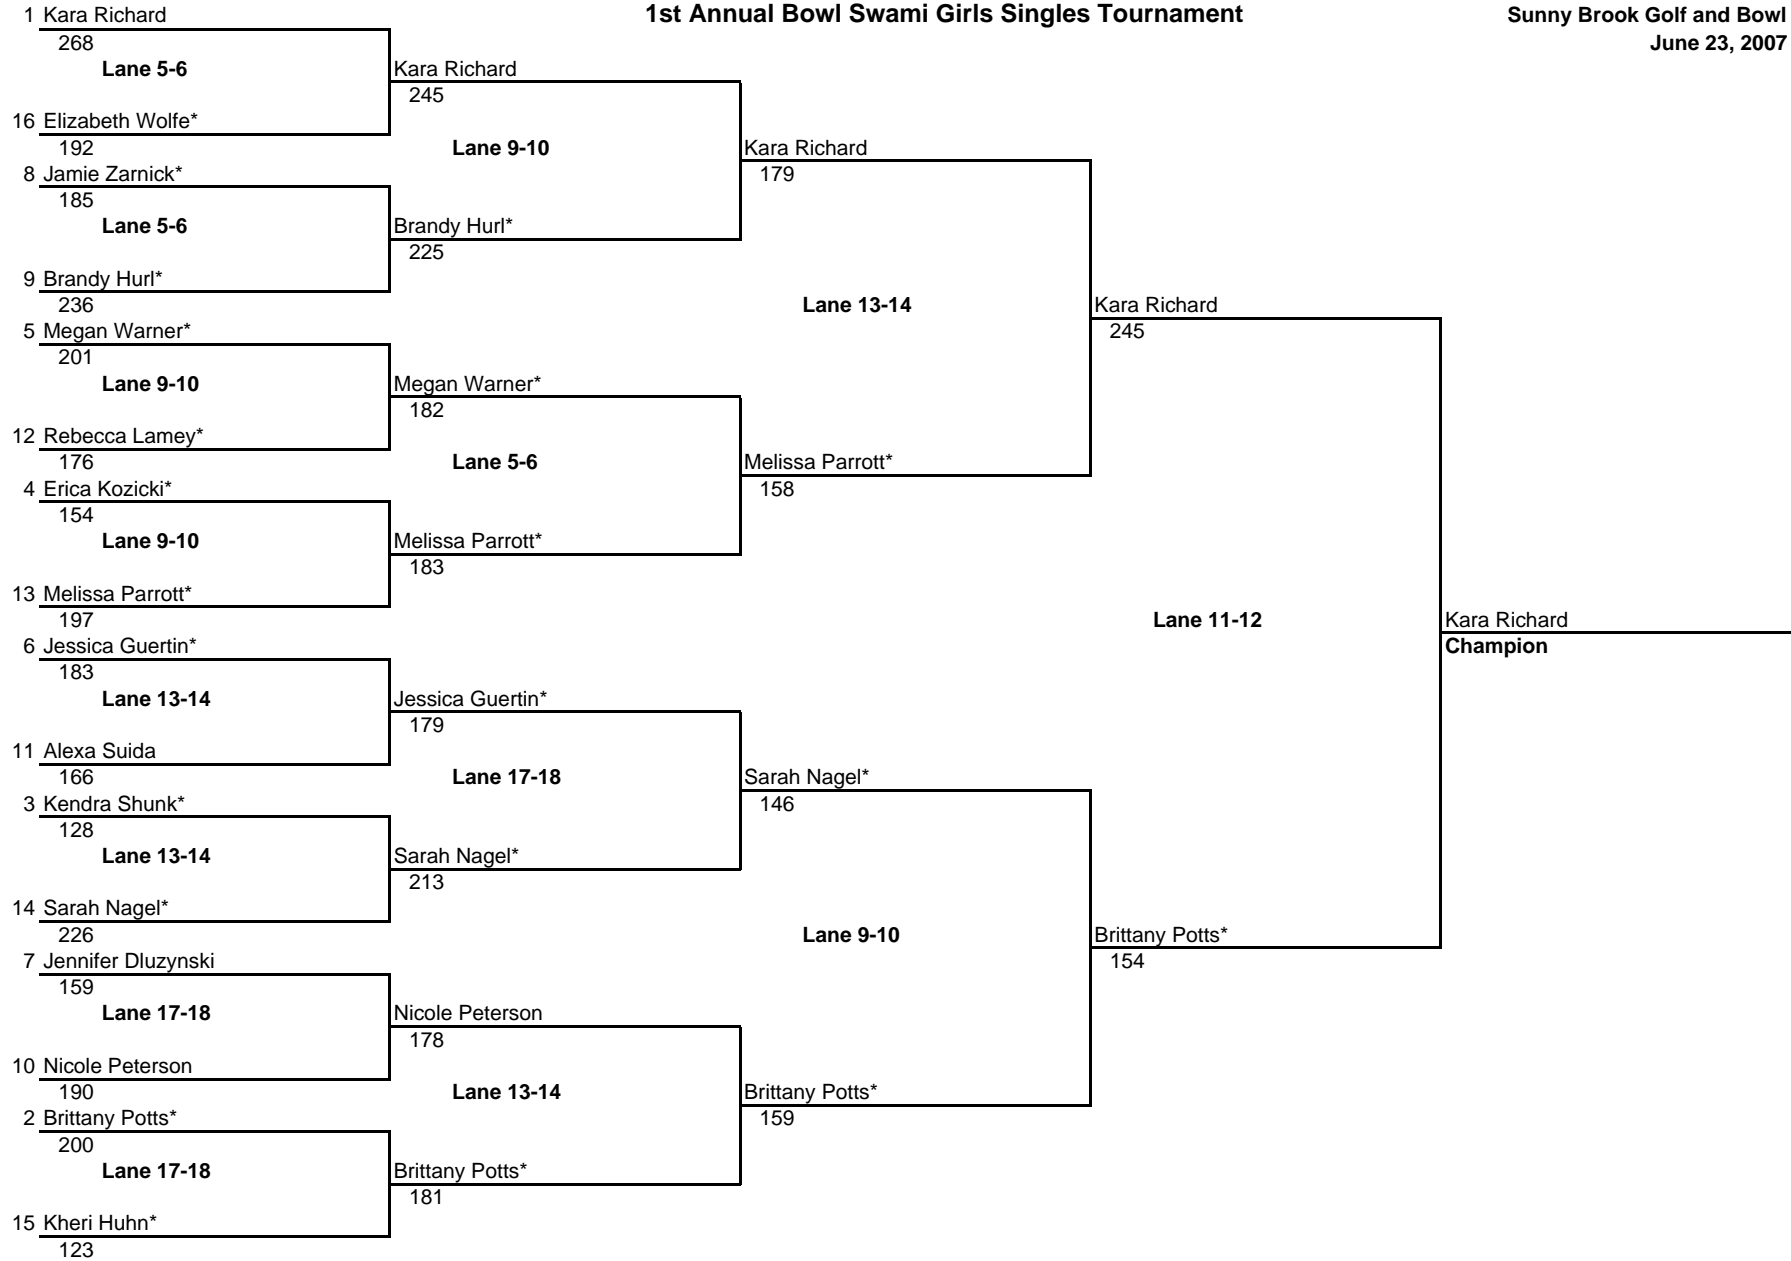 1st Annual Bowl Swami Girls Singles Tournament
Sunny Brook Golf and Bowl
June 23, 2007
1 Kara Richard
268
Lane 5-6
16 Elizabeth Wolfe*
192
8 Jamie Zarnick*
185
Lane 5-6
9 Brandy Hurl*
236
5 Megan Warner*
201
Lane 9-10
12 Rebecca Lamey*
176
4 Erica Kozicki*
154
Lane 9-10
13 Melissa Parrott*
197
6 Jessica Guertin*
183
Lane 13-14
11 Alexa Suida
166
3 Kendra Shunk*
128
Lane 13-14
14 Sarah Nagel*
226
7 Jennifer Dluzynski
159
Lane 17-18
10 Nicole Peterson
190
2 Brittany Potts*
200
Lane 17-18
15 Kheri Huhn*
123
Kara Richard
245
Lane 9-10
Brandy Hurl*
225
Megan Warner*
182
Lane 5-6
Melissa Parrott*
183
Jessica Guertin*
179
Lane 17-18
Sarah Nagel*
213
Nicole Peterson
178
Lane 13-14
Brittany Potts*
181
Kara Richard
179
Lane 13-14
Melissa Parrott*
158
Sarah Nagel*
146
Lane 9-10
Brittany Potts*
159
Kara Richard
245
Lane 11-12
Brittany Potts*
154
Kara Richard
Champion